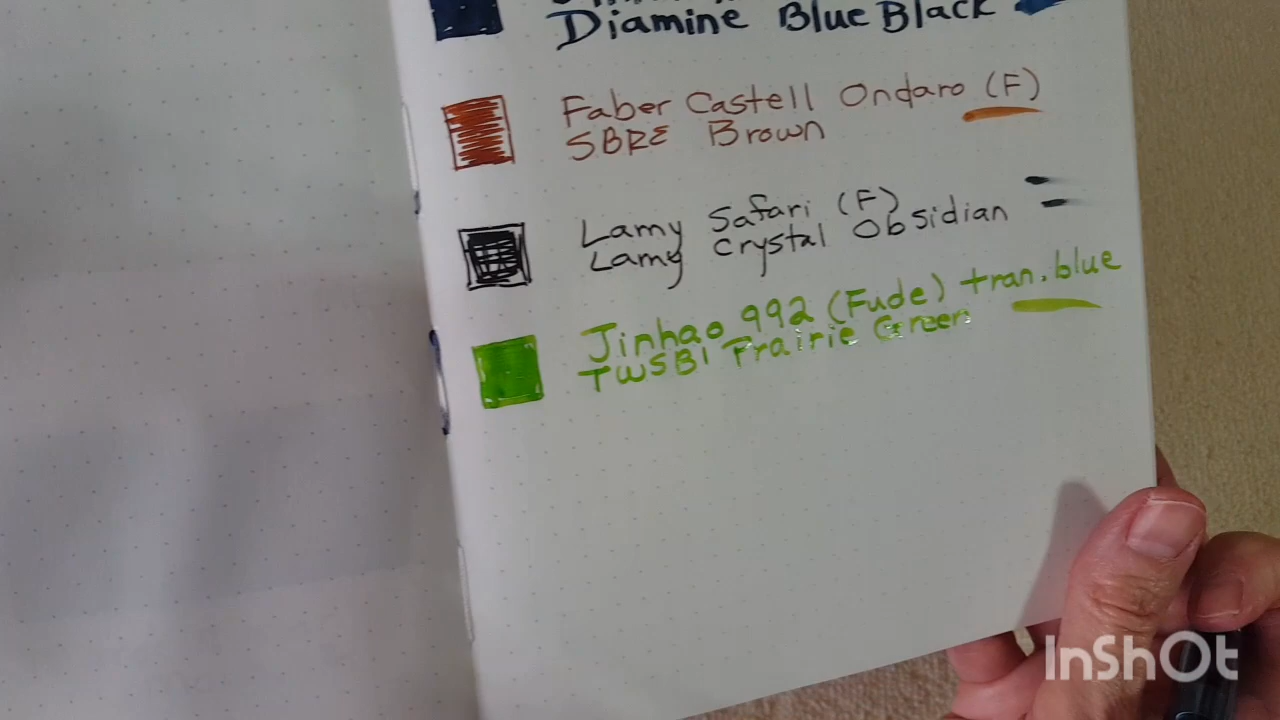 Diamine Blue Black
Faber Castell Ondaro (F)
SBRE Brown
Lamy Safari (F)
Lamy Crystal Obsidian
Jinhao 992 (Fude) tran. blue
TWSBI Prairie Green
InShOt